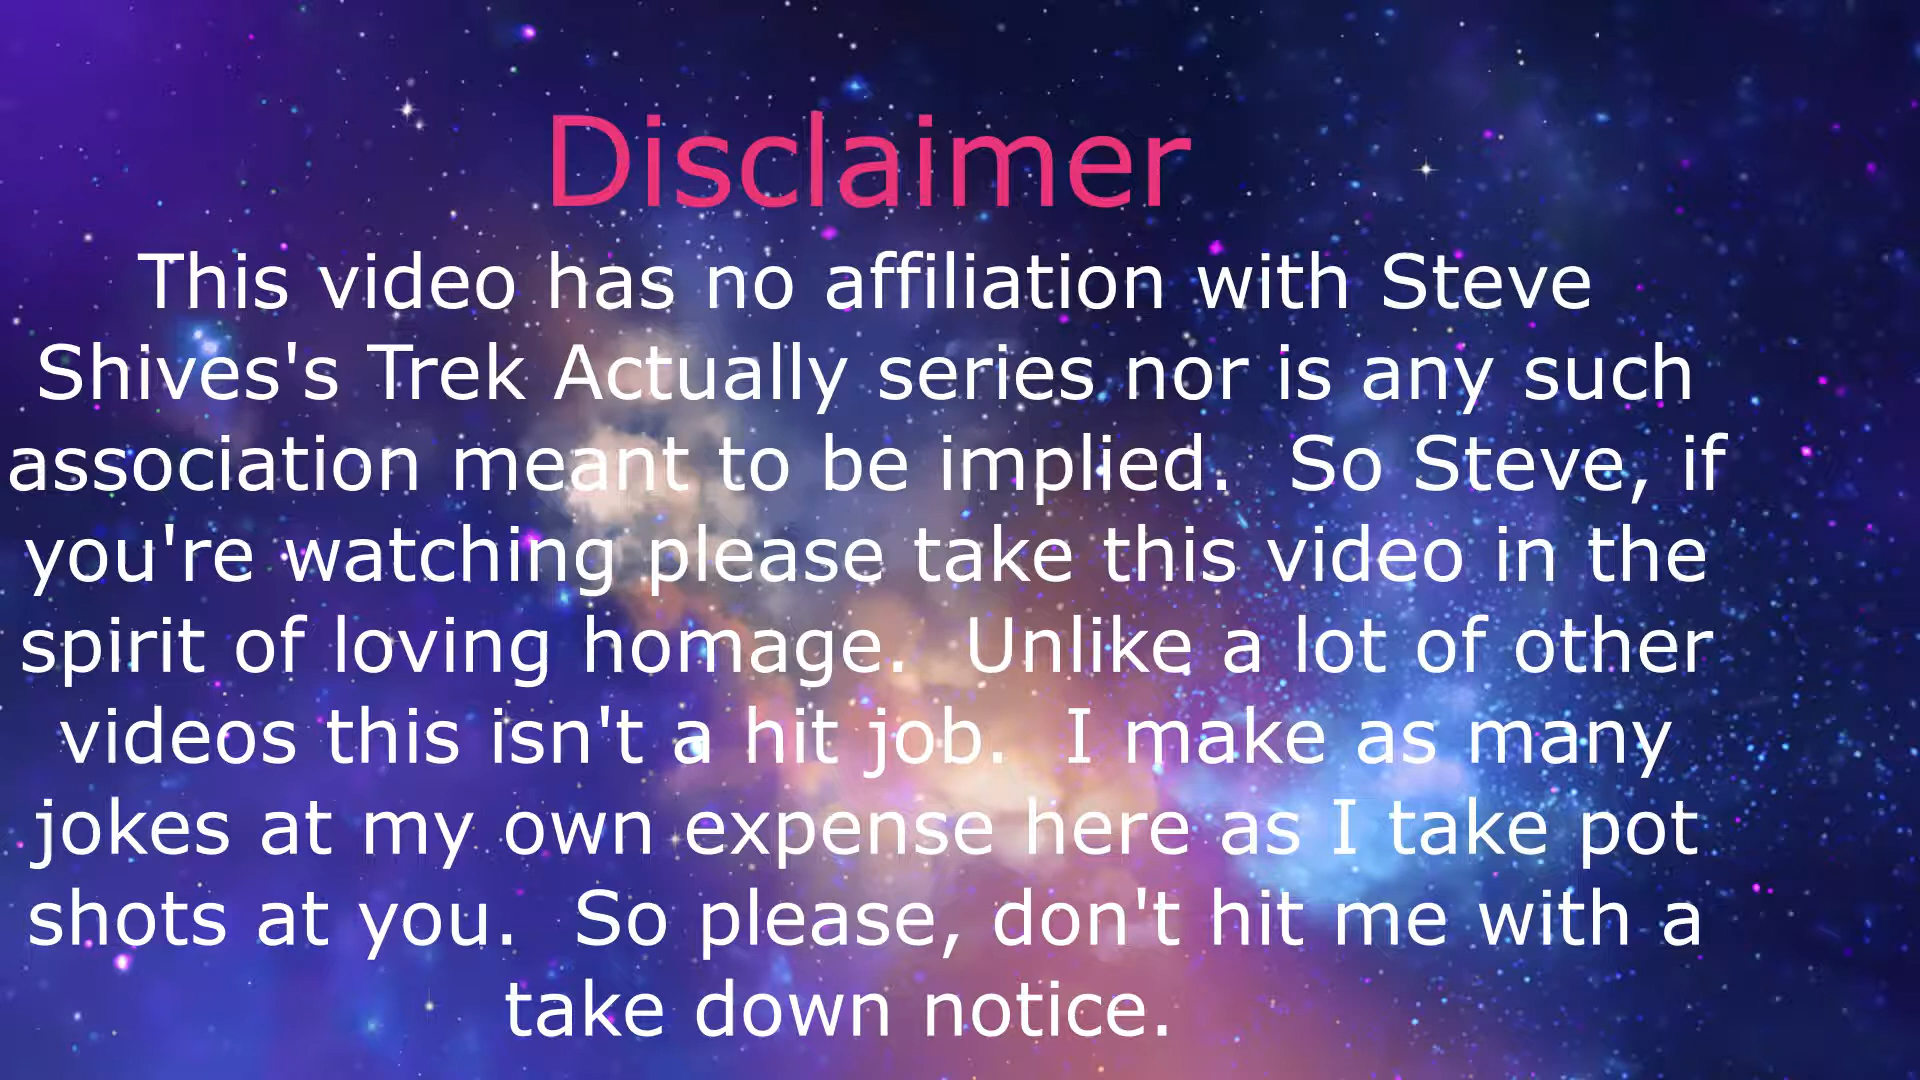 Disclaimer
This video has no affiliation with Steve
Shives's Trek Actually series nor is any such
association meant to be implied.  So Steve, if
you're watching please take this video in the
spirit of loving homage.  Unlike a lot of other
videos this isn't a hit job.  I make as many
jokes at my own expense here as I take pot
shots at you.  So please, don't hit me with a
take down notice.